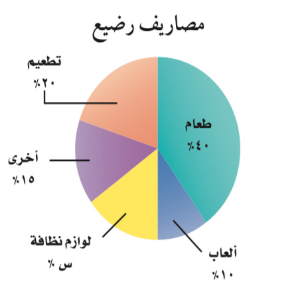 مصاريف رضيع
تطعيم
٢٠٪
طعام
٤٠٪
أخرى
١٥٪
لوازم نظافة
س ٪
ألعاب
١٠٪